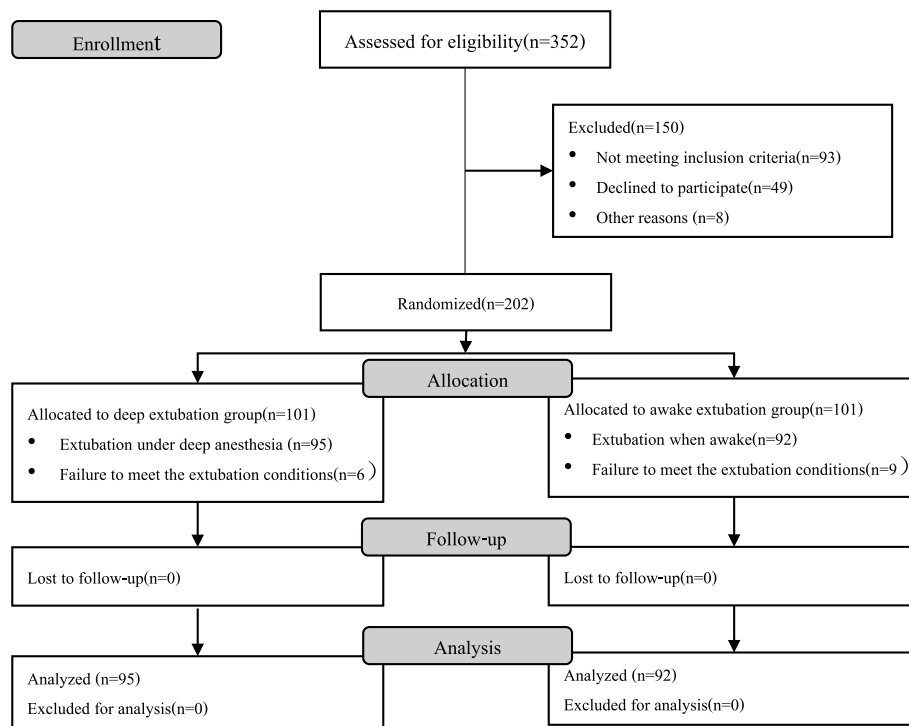 Enrollment
Assessed for eligibility(n=352)
Excluded(n=150)
• Not meeting inclusion criteria(n=93)
• Declined to participate(n=49)
• Other reasons (n=8)
Randomized(n=202)
Allocation
Allocated to deep extubation group(n=101)
• Extubation under deep anesthesia (n=95)
• Failure to meet the extubation conditions(n=6）
Allocated to awake extubation group(n=101)
• Extubation when awake(n=92)
• Failure to meet the extubation conditions(n=9）
Follow-up
Lost to follow-up(n=0)
Lost to follow-up(n=0)
Analysis
Analyzed (n=95)
Excluded for analysis(n=0)
Analyzed (n=92)
Excluded for analysis(n=0)